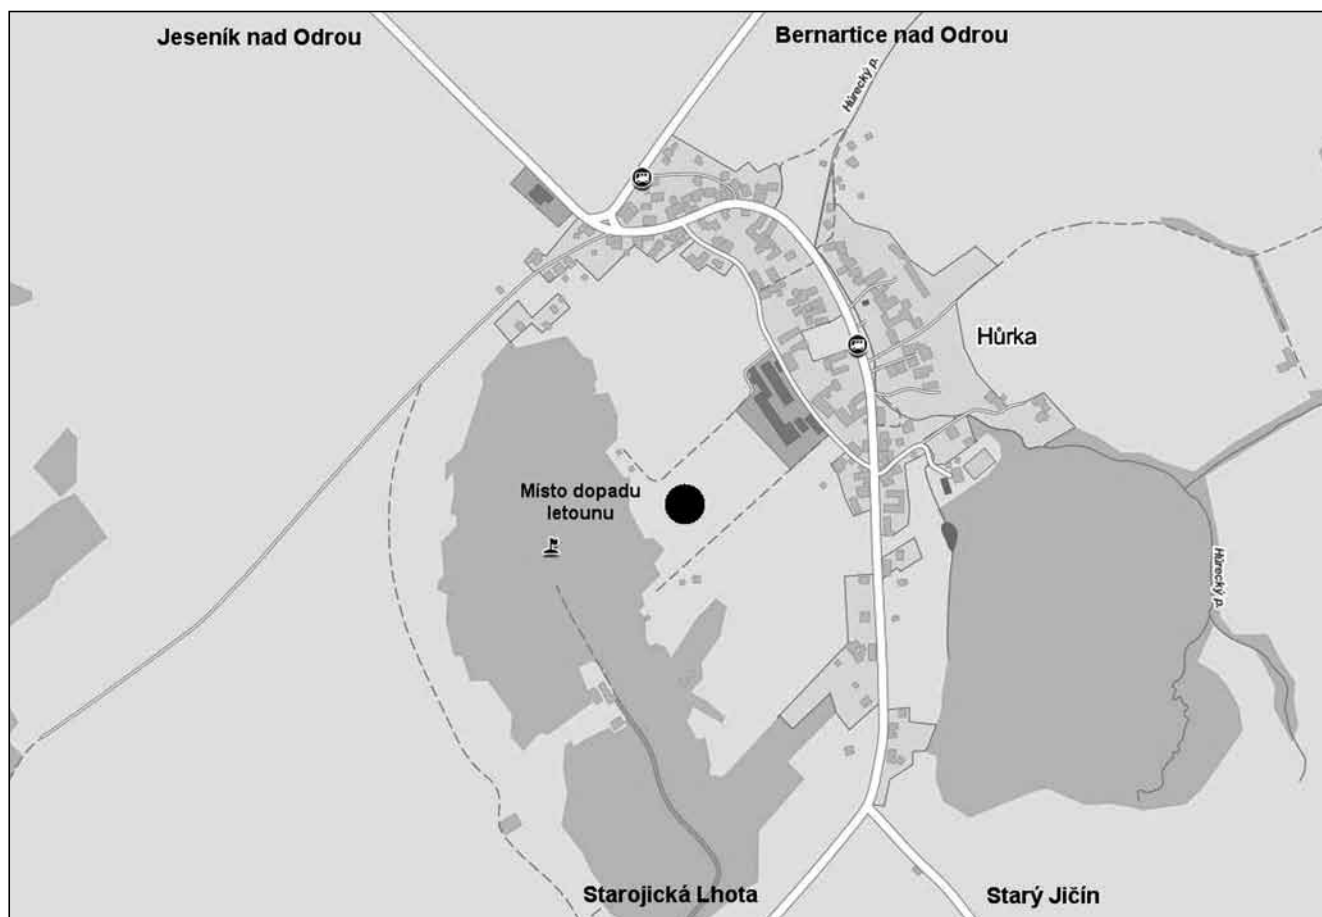 Jeseník nad Odrou
Bernartice nad Odrou
Hůrecký p.
Hůrka
Místo dopadu
letounu
Hůrecký p.
Starojická Lhota
Starý Jičín